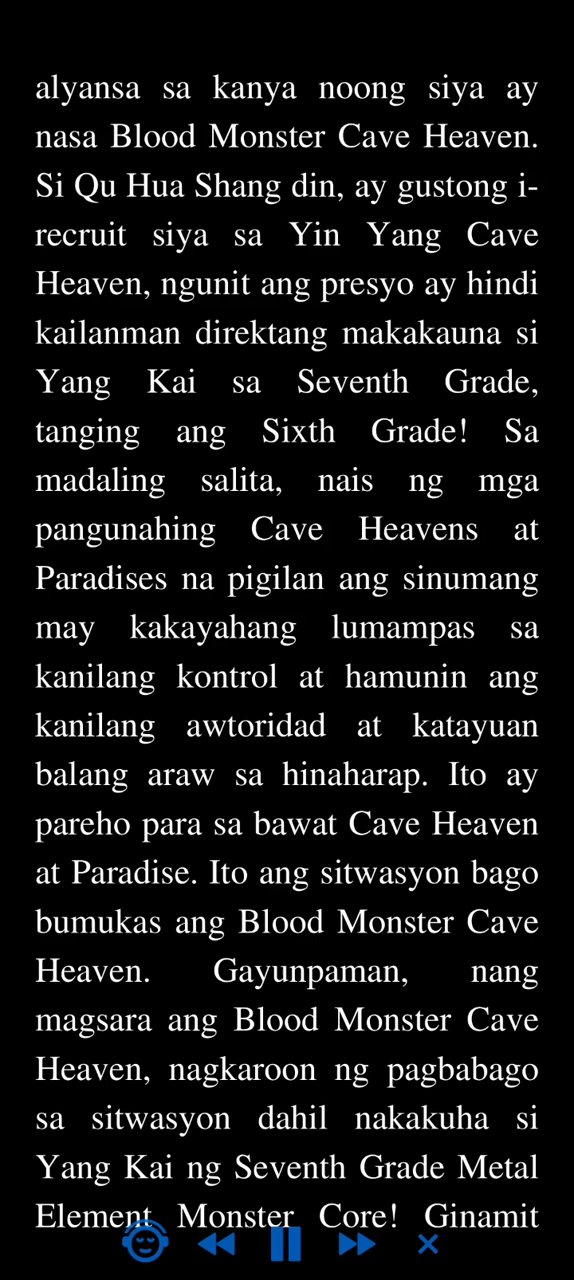 alyansa sa kanya noong siya ay
nasa Blood Monster Cave Heaven.
Si Qu Hua Shang din, ay gustong i-
recruit siya sa Yin Yang Cave
Heaven, ngunit ang presyo ay hindi
kailanman direktang makakauna si
Yang Kai sa Seventh Grade,
tanging ang Sixth Grade! Sa
madaling salita, nais ng mga
pangunahing Cave Heavens at
Paradises na pigilan ang sinumang
may kakayahang lumampas sa
kanilang kontrol at hamunin ang
kanilang awtoridad at katayuan
balang araw sa hinaharap. Ito ay
pareho para sa bawat Cave Heaven
at Paradise. Ito ang sitwasyon bago
bumukas ang Blood Monster Cave
Heaven. Gayunpaman, nang
magsara ang Blood Monster Cave
Heaven, nagkaroon ng pagbabago
sa sitwasyon dahil nakakuha si
Yang Kai ng Seventh Grade Metal
Element Monster Core! Ginamit